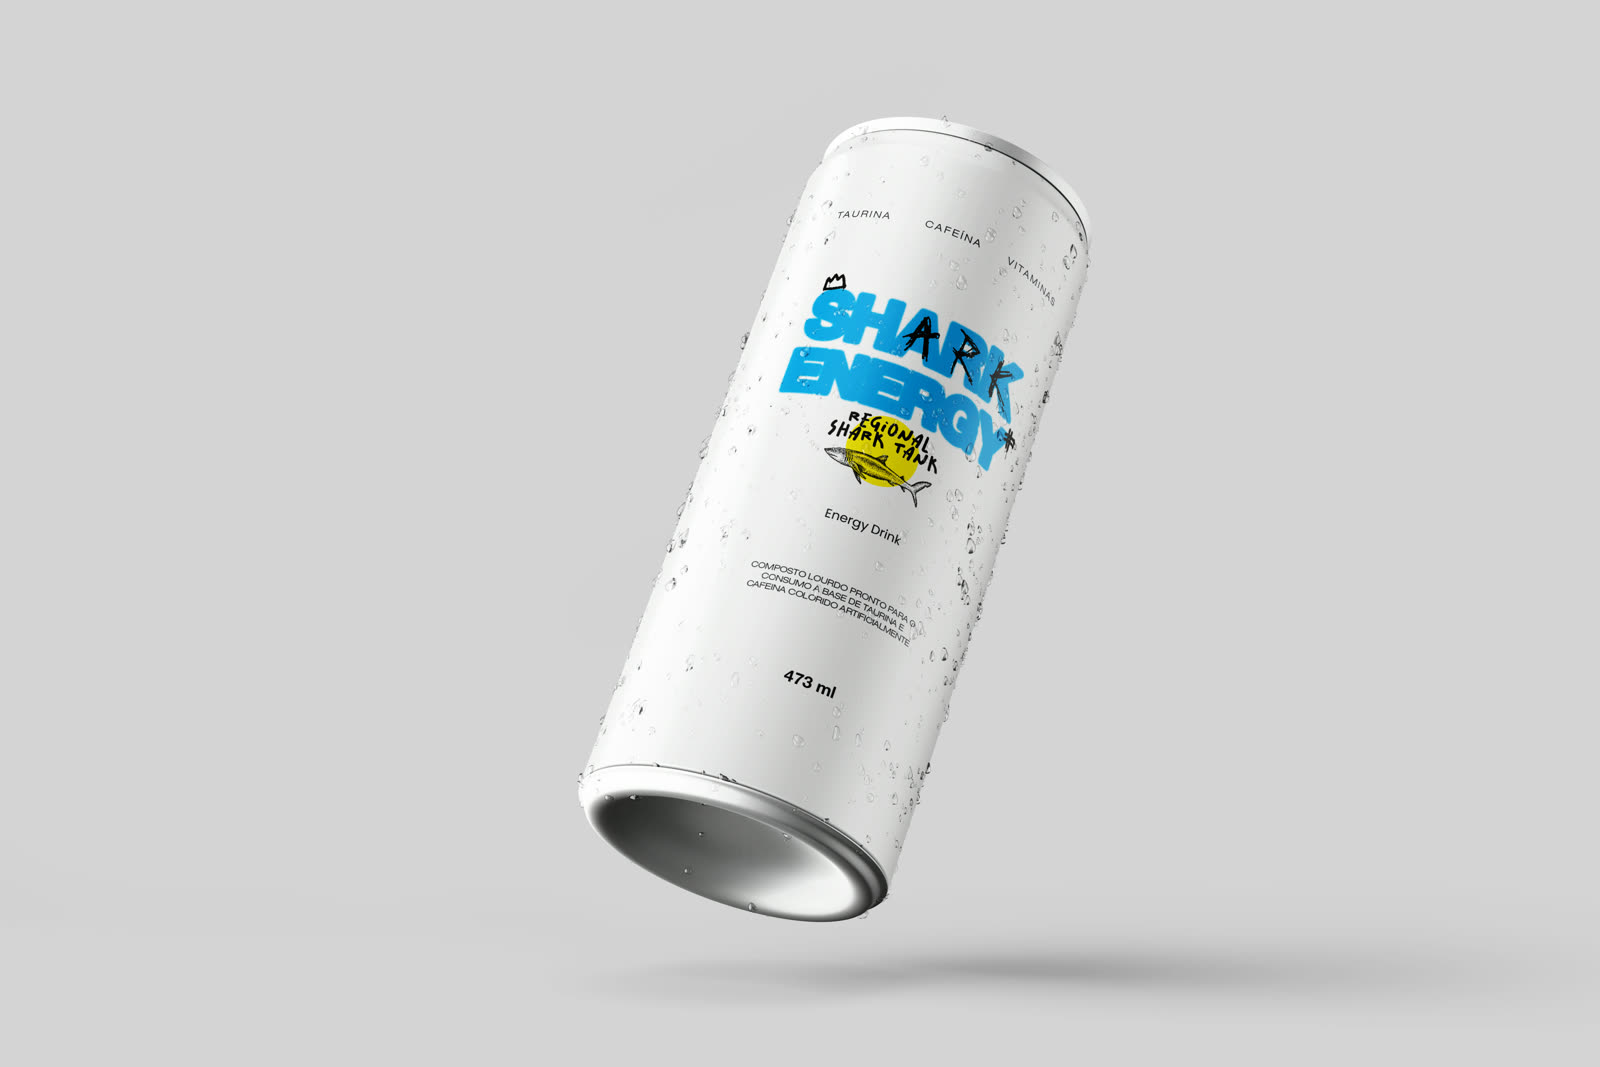 TAURINA
CAFEÍNA
VITAMINAS
SHARK
ENERGY*
REGIONAL
SHARK TANK
Energy Drink
COMPOSTO LOURDO PRONTO PARA O
CONSUMO A BASE DE TAURINA E
CAFEINA COLORIDO ARTIFICIALMENTE
473 ml